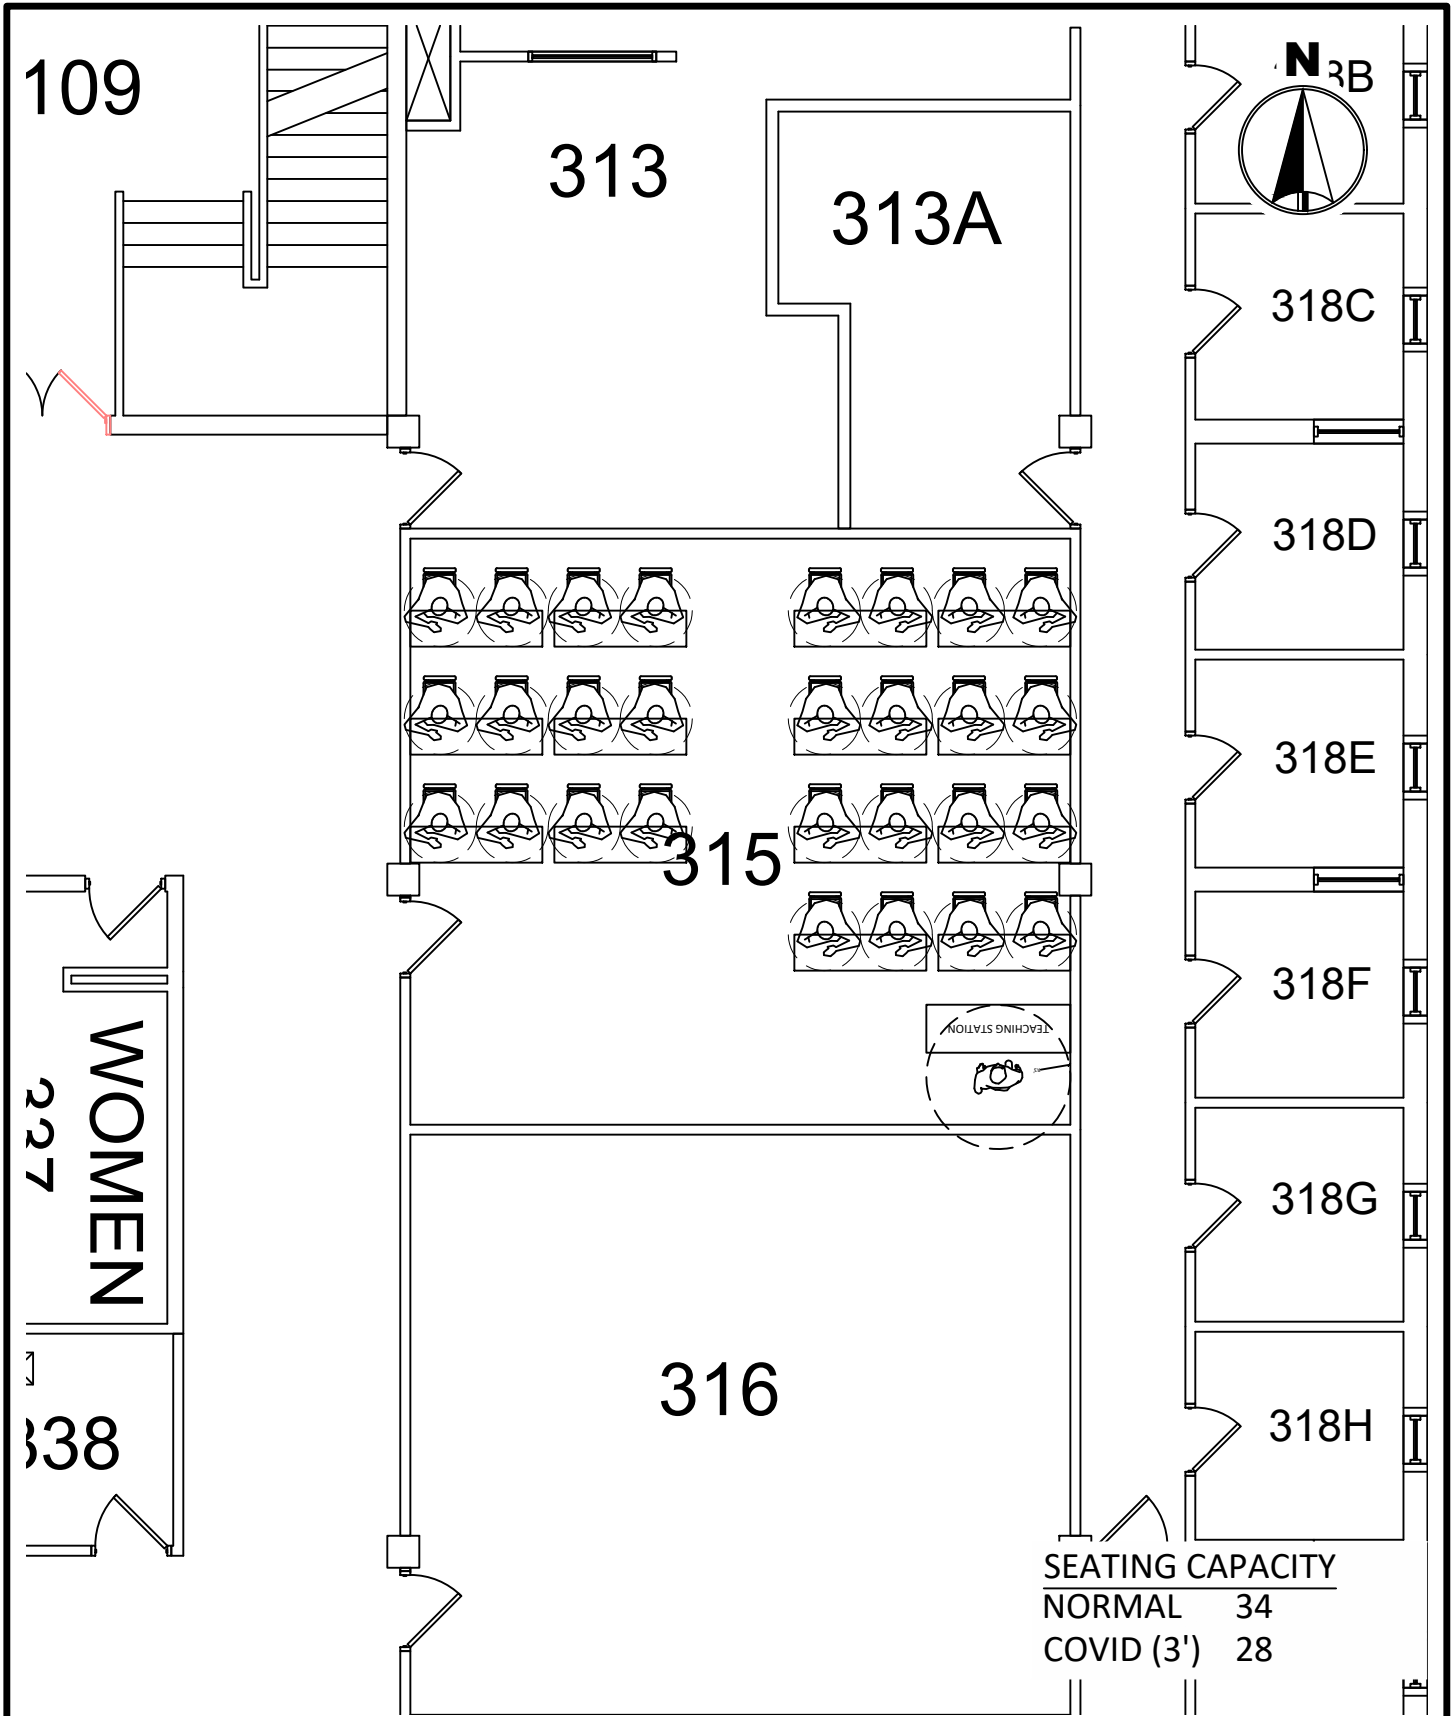 109
N
313
313A
318C
318D
318E
315
318F
TEACHING STATION
WOMEN
318G
316
318H
SEATING CAPACITY
NORMAL 34
COVID (3') 28